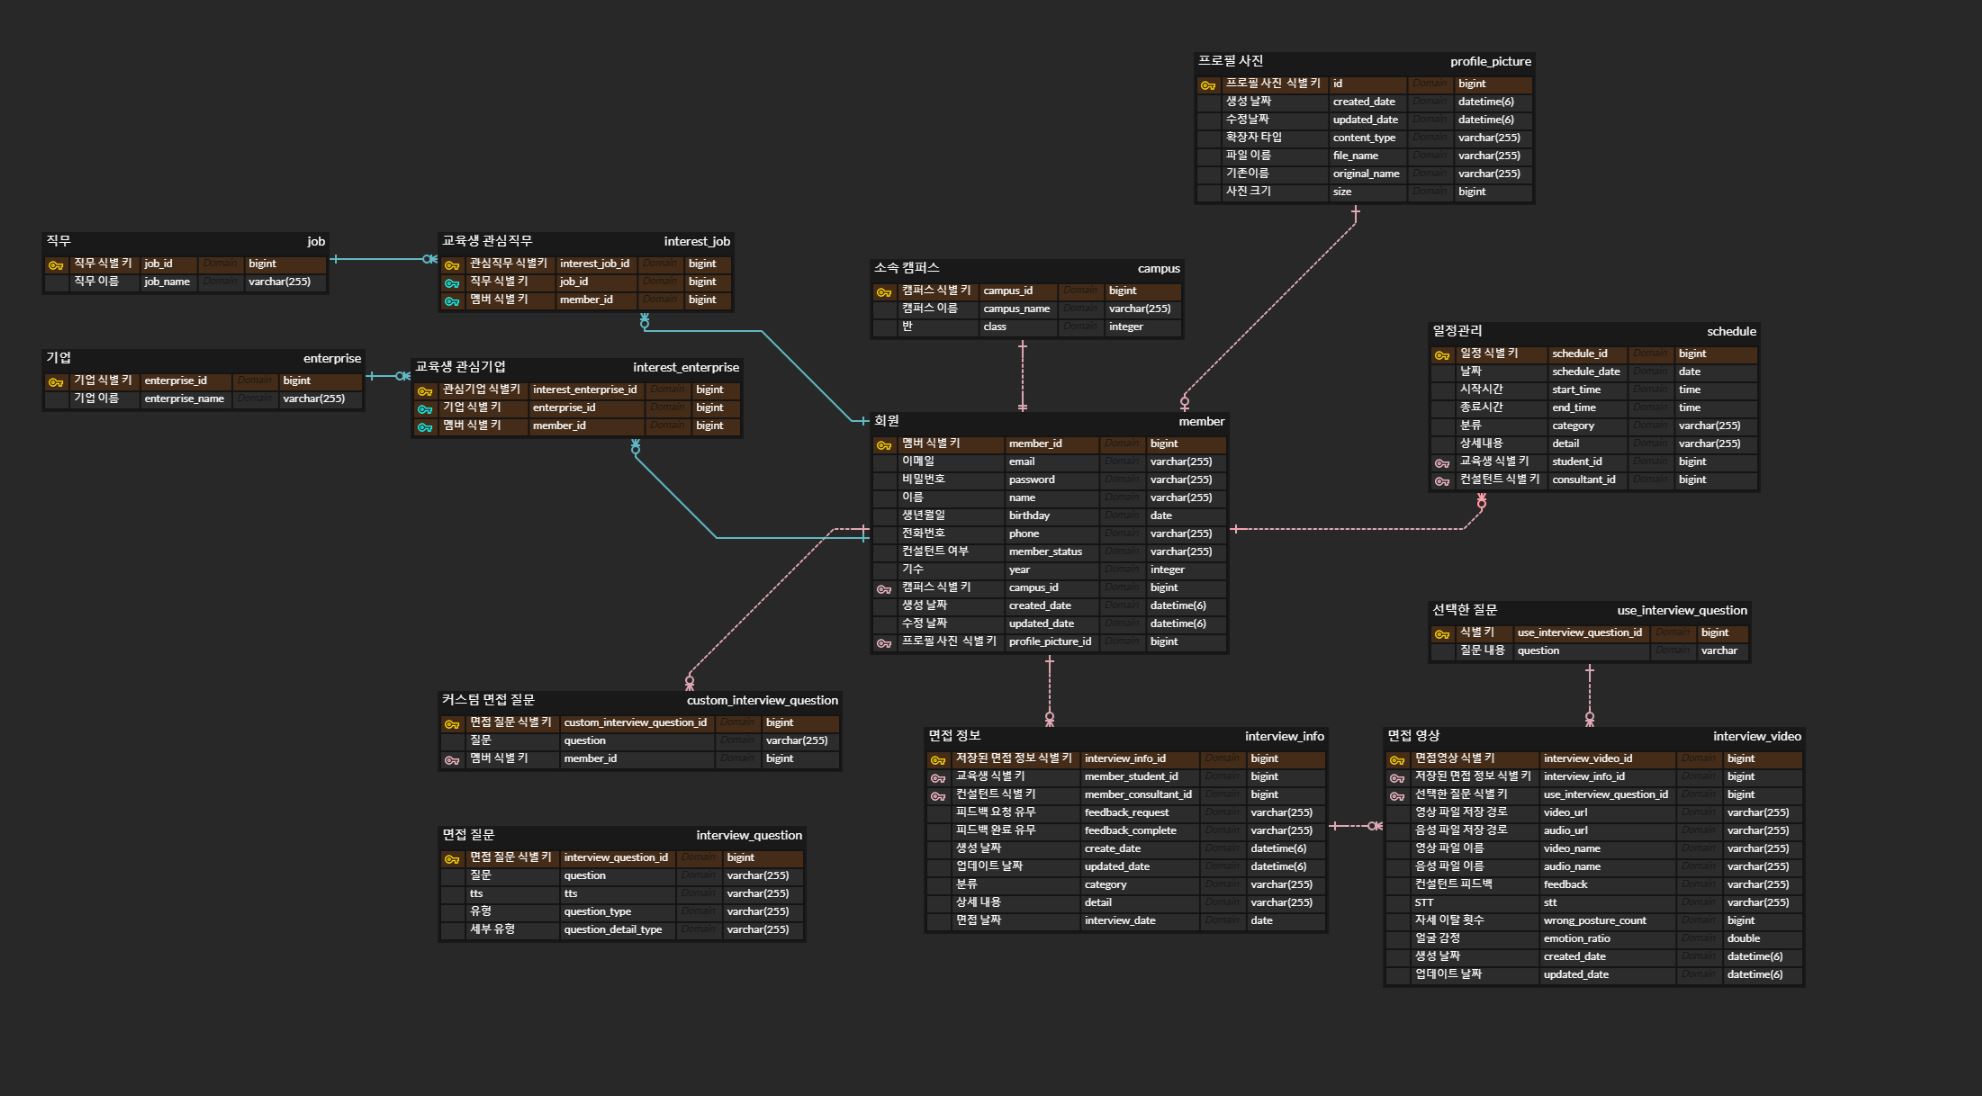 프로필 사진 profile_picture
프로필 사진 식별 키 id Domain bigint
생성 날짜 created_date Domain datetime(6)
수정날짜 updated_date Domain datetime(6)
확장자 타입 content_type Domain varchar(255)
파일 이름 file_name Domain varchar(255)
기존이름 original_name Domain varchar(255)
사진 크기 size Domain bigint
직무 job
직무 식별 키 job_id Domain bigint
직무 이름 job_name Domain varchar(255)
교육생 관심직무 interest_job
관심직무 식별키 interest_job_id Domain bigint
직무 식별 키 job_id Domain bigint
멤버 식별 키 member_id Domain bigint
소속 캠퍼스 campus
캠퍼스 식별 키 campus_id Domain bigint
캠퍼스 이름 campus_name Domain varchar(255)
반 class Domain integer
일정관리 schedule
일정 식별 키 schedule_id Domain bigint
날짜 schedule_date Domain date
시작시간 start_time Domain time
종료시간 end_time Domain time
분류 category Domain varchar(255)
상세내용 detail Domain varchar(255)
교육생 식별 키 student_id Domain bigint
컨설턴트 식별 키 consultant_id Domain bigint
기업 enterprise
기업 식별 키 enterprise_id Domain bigint
기업 이름 enterprise_name Domain varchar(255)
교육생 관심기업 interest_enterprise
관심기업 식별키 interest_enterprise_id Domain bigint
기업 식별 키 enterprise_id Domain bigint
멤버 식별 키 member_id Domain bigint
회원 member
멤버 식별 키 member_id Domain bigint
이메일 email Domain varchar(255)
비밀번호 password Domain varchar(255)
이름 name Domain varchar(255)
생년월일 birthday Domain date
전화번호 phone Domain varchar(255)
컨설턴트 여부 member_status Domain varchar(255)
기수 year Domain integer
캠퍼스 식별 키 campus_id Domain bigint
생성 날짜 created_date Domain datetime(6)
수정 날짜 updated_date Domain datetime(6)
프로필 사진 식별 키 profile_picture_id Domain bigint
선택한 질문 use_interview_question
식별 키 use_interview_question_id Domain bigint
질문 내용 question Domain varchar
커스텀 면접 질문 custom_interview_question
면접 질문 식별 키 custom_interview_question_id Domain bigint
질문 question Domain varchar(255)
멤버 식별 키 member_id Domain bigint
면접 질문 interview_question
면접 질문 식별 키 interview_question_id Domain bigint
질문 question Domain varchar(255)
tts tts Domain varchar(255)
유형 question_type Domain varchar(255)
세부 유형 question_detail_type Domain varchar(255)
면접 정보 interview_info
저장된 면접 정보 식별 키 interview_info_id Domain bigint
교육생 식별 키 member_student_id Domain bigint
컨설턴트 식별 키 member_consultant_id Domain bigint
피드백 요청 유무 feedback_request Domain varchar(255)
피드백 완료 유무 feedback_complete Domain varchar(255)
생성 날짜 create_date Domain datetime(6)
업데이트 날짜 updated_date Domain datetime(6)
분류 category Domain varchar(255)
상세 내용 detail Domain varchar(255)
면접 날짜 interview_date Domain date
면접 영상 interview_video
면접영상 식별 키 interview_video_id Domain bigint
저장된 면접 정보 식별 키 interview_info_id Domain bigint
선택한 질문 식별 키 use_interview_question_id Domain bigint
영상 파일 저장 경로 video_url Domain varchar(255)
음성 파일 저장 경로 audio_url Domain varchar(255)
영상 파일 이름 video_name Domain varchar(255)
음성 파일 이름 audio_name Domain varchar(255)
컨설턴트 피드백 feedback Domain varchar(255)
STT stt Domain varchar(255)
자세 이탈 횟수 wrong_posture_count Domain bigint
얼굴 감정 emotion_ratio Domain double
생성 날짜 created_date Domain datetime(6)
업데이트 날짜 updated_date Domain datetime(6)